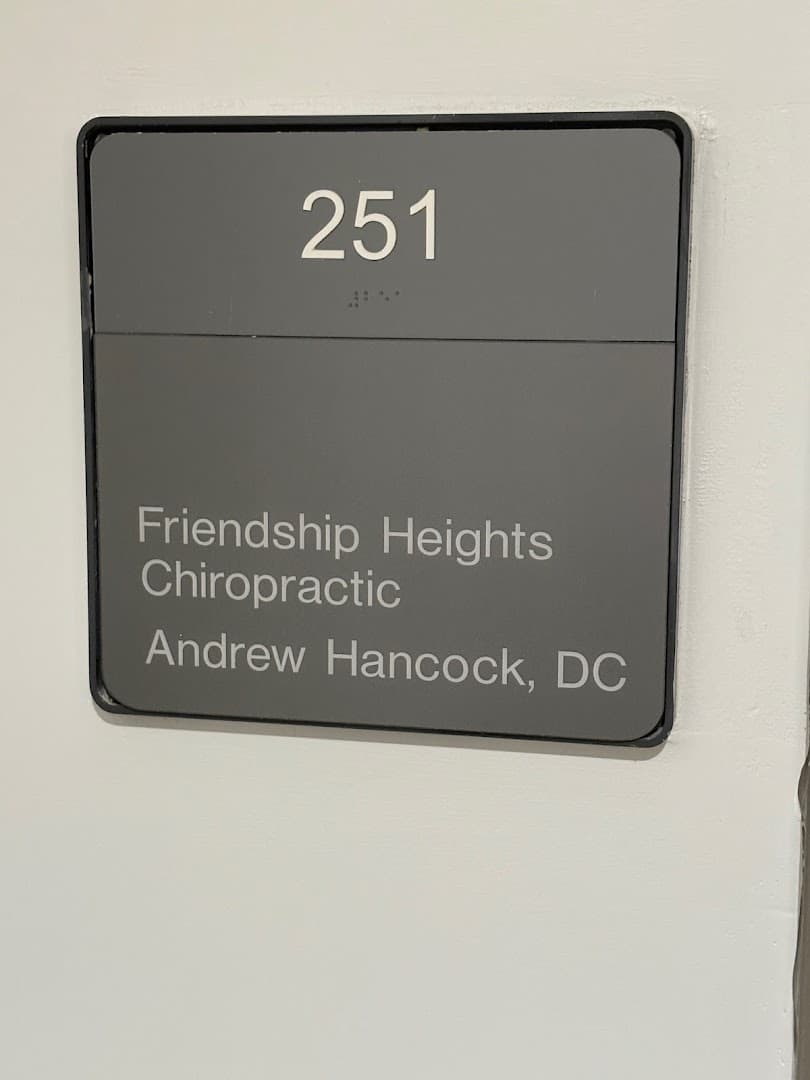 251
⠼⠃⠑⠁
Friendship Heights
Chiropractic
Andrew Hancock, DC